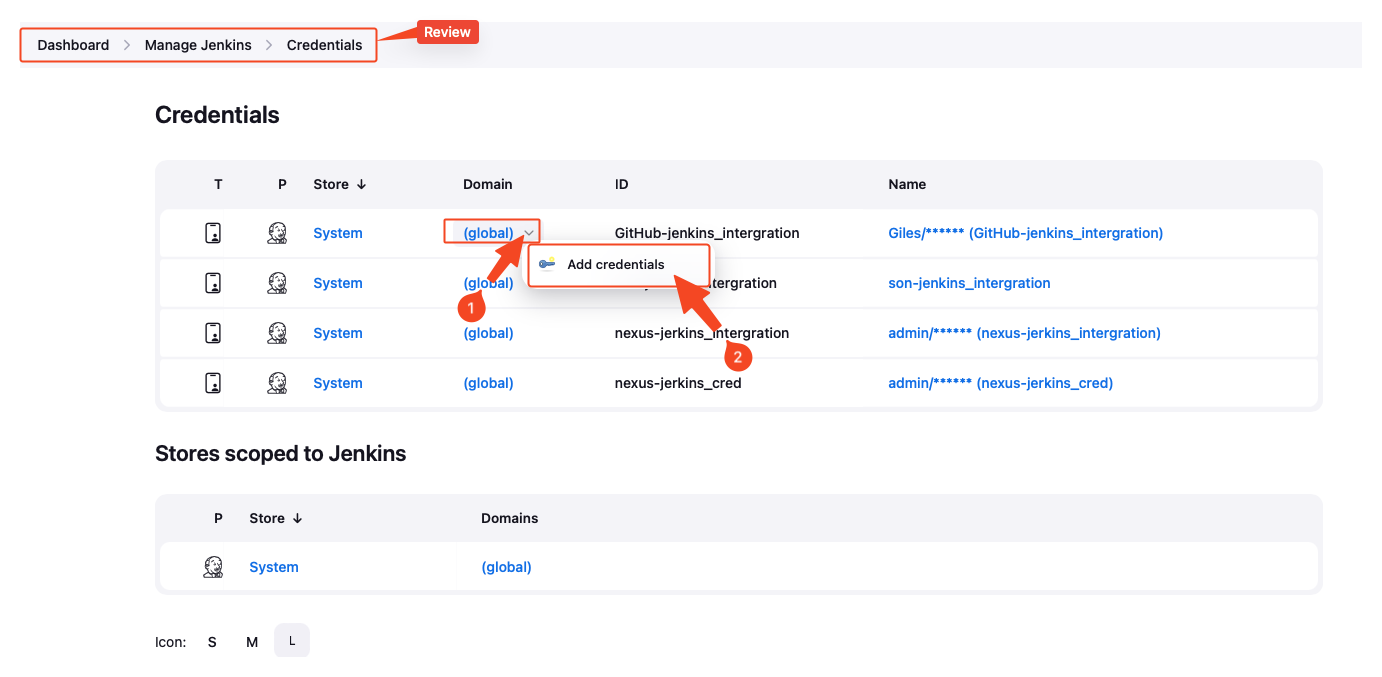 Dashboard > Manage Jenkins > Credentials
Review
Credentials
T P Store ↓ Domain ID Name
System (global) GitHub-jenkins_intergration Giles/****** (GitHub-jenkins_intergration)
Add credentials
System (global) tergration son-jenkins_intergration
1
System (global) nexus-jerkins_intergration admin/****** (nexus-jerkins_intergration)
2
System (global) nexus-jerkins_cred admin/****** (nexus-jerkins_cred)
Stores scoped to Jenkins
P Store ↓ Domains
System (global)
Icon: S M L